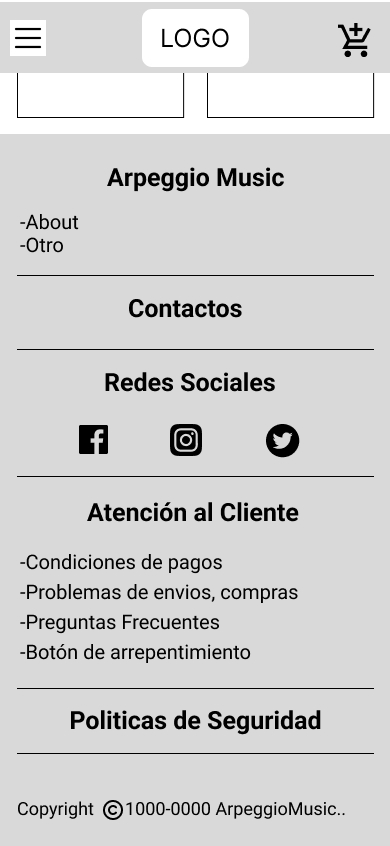 LOGO
Arpeggio Music
-About
-Otro
Contactos
Redes Sociales
Atención al Cliente
-Condiciones de pagos
-Problemas de envios, compras
-Preguntas Frecuentes
-Botón de arrepentimiento
Politicas de Seguridad
Copyright ©1000-0000 ArpeggioMusic..